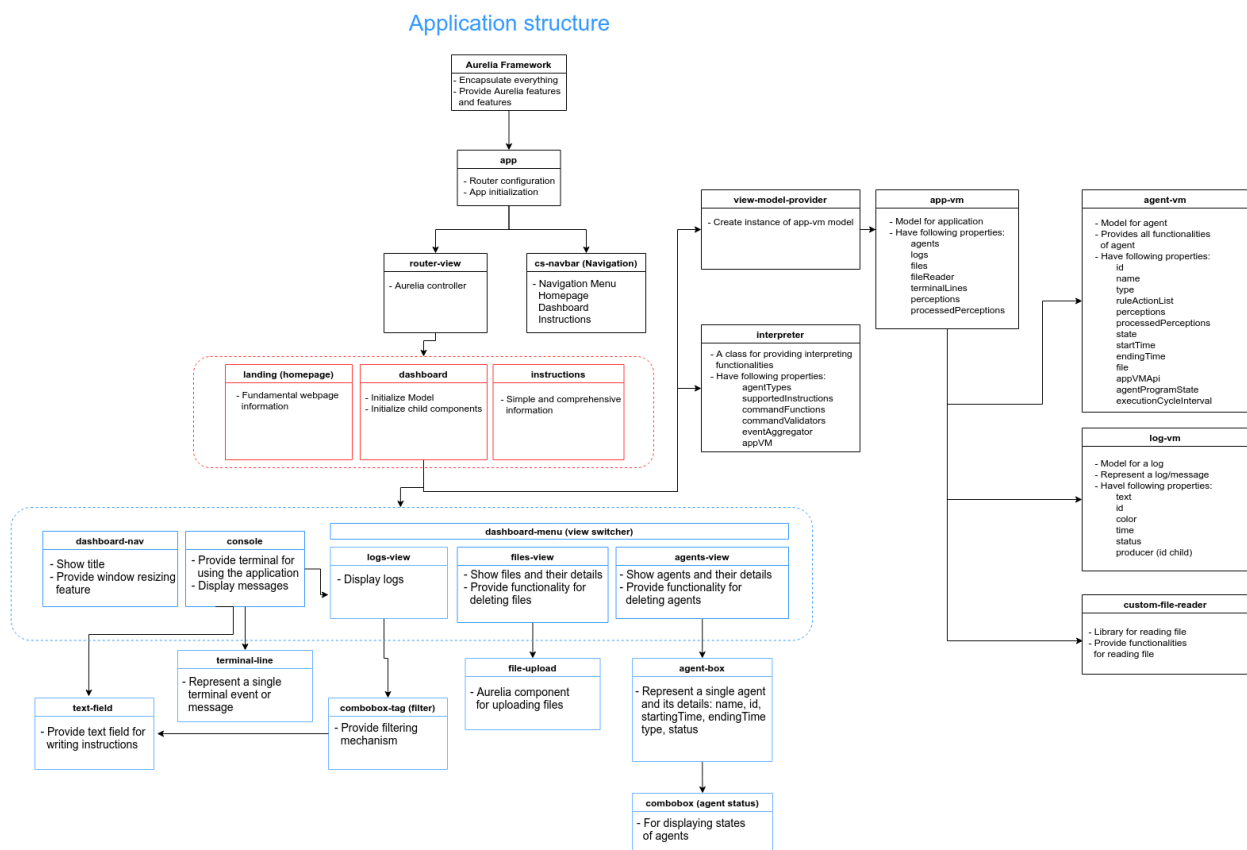 Application structure
Aurelia Framework
- Encapsulate everything
- Provide Aurelia features
and features
app
- Router configuration
- App initialization
router-view
- Aurelia controller
cs-navbar (Navigation)
- Navigation Menu
Homepage
Dashboard
Instructions
view-model-provider
- Create instance of app-vm model
app-vm
- Model for application
- Have following properties:
agents
logs
files
fileReader
terminalLines
perceptions
processedPerceptions
agent-vm
- Model for agent
- Provides all functionalities
of agent
- Have following properties:
id
name
type
ruleActionList
perceptions
processedPerceptions
state
startTime
endingTime
file
appVMApi
agentProgramState
executionCycleInterval
interpreter
- A class for providing interpreting
functionalities
- Have following properties:
agentTypes
supportedInstructions
commandFunctions
commandValidators
eventAggregator
appVM
landing (homepage)
- Fundamental webpage
information
dashboard
- Initialize Model
- Initialize child components
instructions
- Simple and comprehensive
information
log-vm
- Model for a log
- Represent a log/message
- Havel following properties:
text
id
color
time
status
producer (id child)
custom-file-reader
- Library for reading file
- Provide functionalities
for reading file
dashboard-nav
- Show title
- Provide window resizing
feature
console
- Provide terminal for
using the application
- Display messages
dashboard-menu (view switcher)
logs-view
- Display logs
files-view
- Show files and their details
- Provide functionality for
deleting files
agents-view
- Show agents and their details
- Provide functionality for
deleting agents
terminal-line
- Represent a single
terminal event or
message
text-field
- Provide text field for
writing instructions
combobox-tag (filter)
- Provide filtering
mechanism
file-upload
- Aurelia component
for uploading files
agent-box
- Represent a single agent
and its details: name, id,
startingTime, endingTime
type, status
combobox (agent status)
- For displaying states
of agents